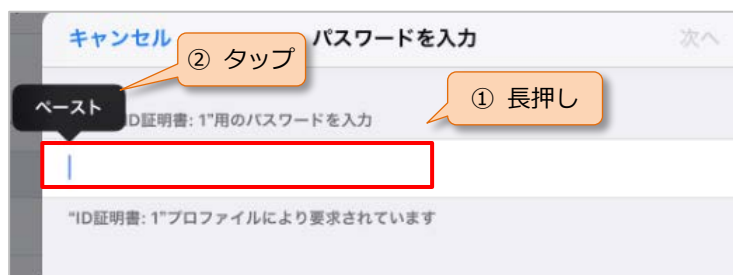 キャンセル パスワードを入力 次へ
② タップ
ペースト
① 長押し
ID証明書: 1"用のパスワードを入力
"ID証明書: 1"プロファイルにより要求されています